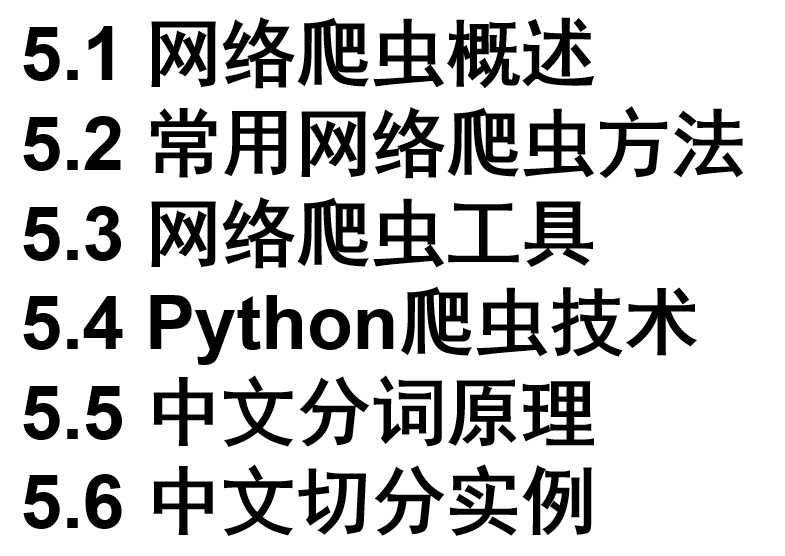 5.1 网络爬虫概述
5.2 常用网络爬虫方法
5.3 网络爬虫工具
5.4 Python爬虫技术
5.5 中文分词原理
5.6 中文切分实例